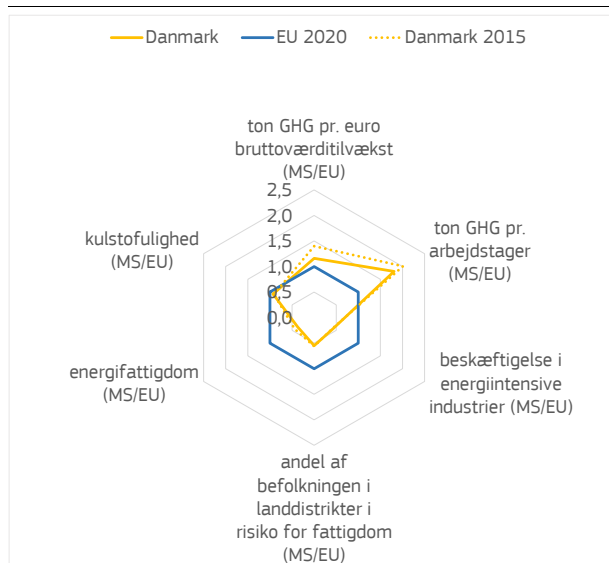 Danmark EU 2020 Danmark 2015
ton GHG pr. euro
bruttoværditilvækst
(MS/EU)
2,5
2,0
1,5
1,0
0,5
0,0
ton GHG pr.
arbejdstager
(MS/EU)
beskæftigelse i
energiintensive
industrier (MS/EU)
andel af
befolkningen i
landdistrikter i
risiko for fattigdom
(MS/EU)
energifattigdom
(MS/EU)
kulstofulighed
(MS/EU)